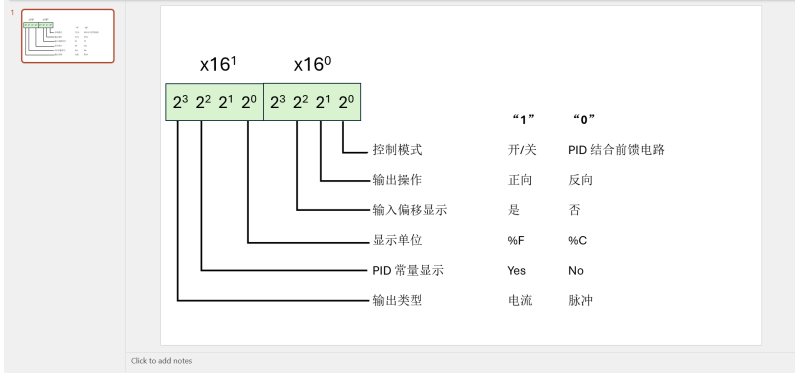 1
x16¹ x16⁰
2³ 2² 2¹ 2⁰ 2³ 2² 2¹ 2⁰
“1” “0”
控制模式 开/关 PID 结合前馈电路
输出操作 正向 反向
输入偏移显示 是 否
显示单位 %F %C
PID 常量显示 Yes No
输出类型 电流 脉冲
Click to add notes